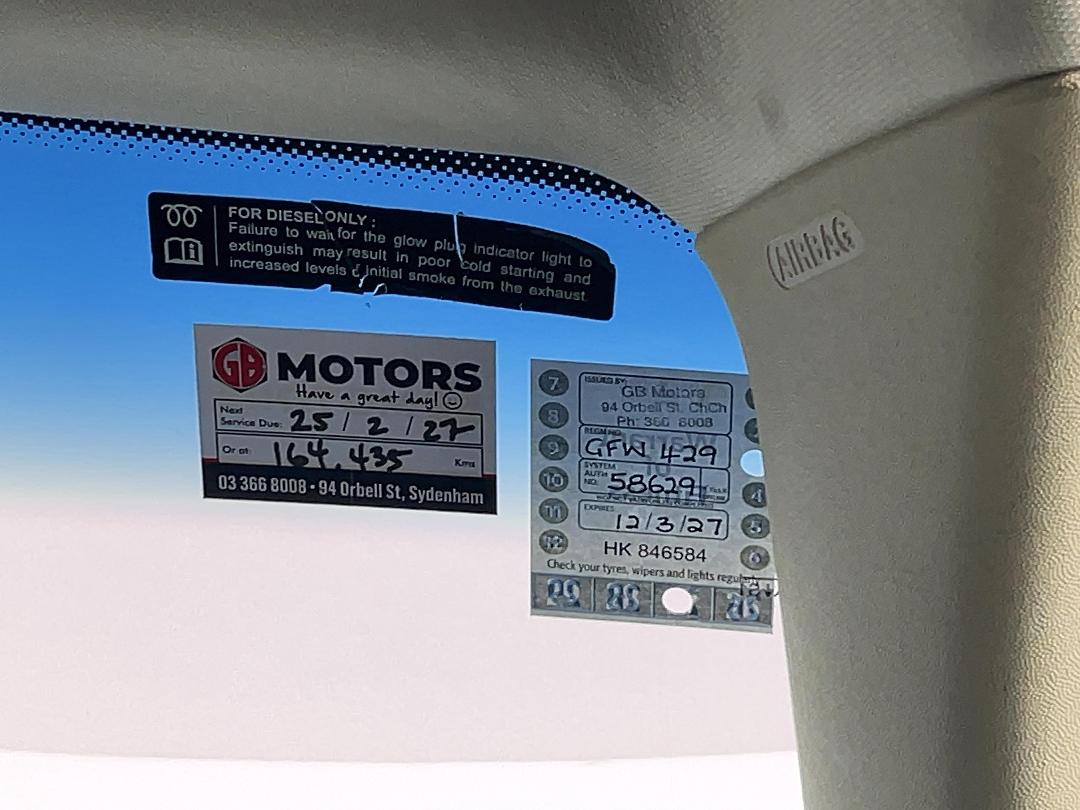 FOR DIESEL ONLY :
Failure to wait for the glow plug indicator light to
extinguish may result in poor cold starting and
increased levels of initial smoke from the exhaust.
AIRBAG
GB MOTORS
Have a great day!
Next
Service Due: 25 / 2 / 27
Or at: 164,435 Kms
03 366 8008 • 94 Orbell St, Sydenham
7
8
9
10
11
12
ISSUED BY:
GB Motors
94 Orbell St, ChCh
Ph: 366 8008
REGN NO.
GFW 429
SYSTEM
AUTH
NO. 58629
EXPIRES
12/3/27
HK 846584
Check your tyres, wipers and lights regularly
4
5
6
29 28 26